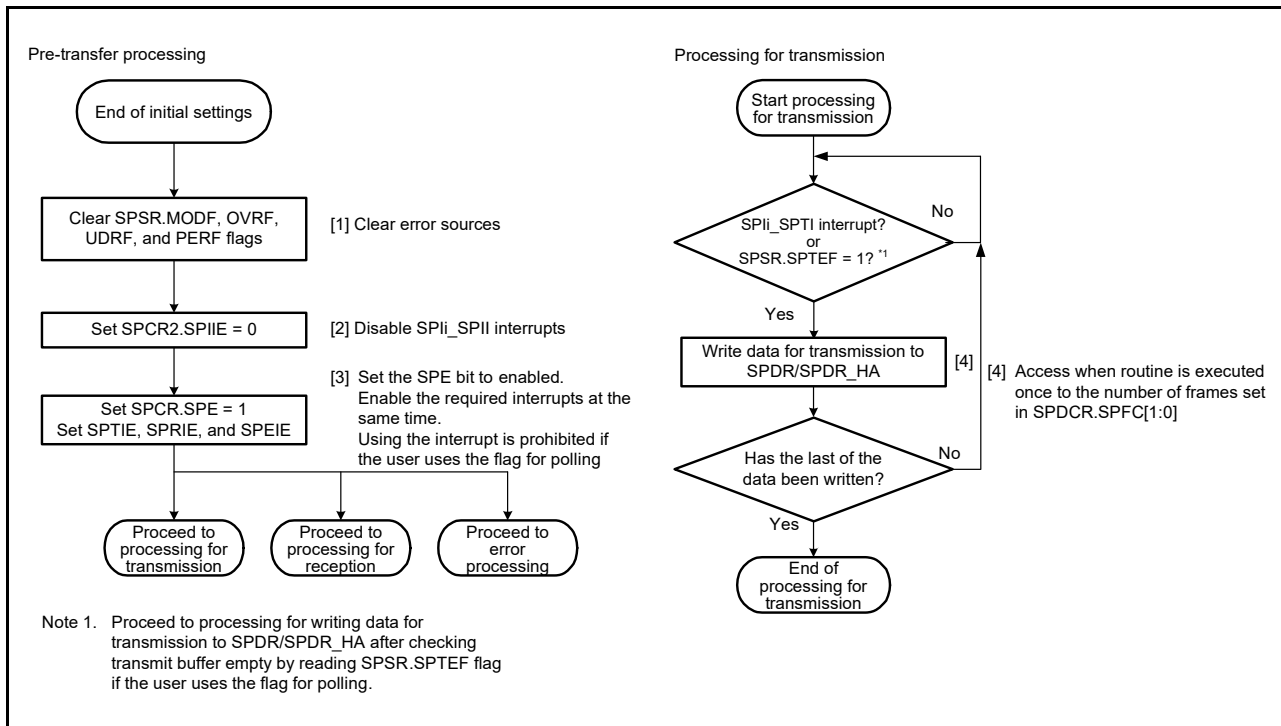 Pre-transfer processing
End of initial settings
Clear SPSR.MODF, OVRF,
UDRF, and PERF flags
[1] Clear error sources
Set SPCR2.SPIIE = 0
[2] Disable SPIi_SPII interrupts
[3] Set the SPE bit to enabled.
Enable the required interrupts at the
same time.
Using the interrupt is prohibited if
the user uses the flag for polling
Set SPCR.SPE = 1
Set SPTIE, SPRIE, and SPEIE
Proceed to
processing for
transmission
Proceed to
processing for
reception
Proceed to
error
processing
Note 1. Proceed to processing for writing data for
transmission to SPDR/SPDR_HA after checking
transmit buffer empty by reading SPSR.SPTEF flag
if the user uses the flag for polling.
Processing for transmission
Start processing
for transmission
SPIi_SPTI interrupt?
or
SPSR.SPTEF = 1? *1
No
Yes
Write data for transmission to
SPDR/SPDR_HA
[4]
[4] Access when routine is executed
once to the number of frames set
in SPDCR.SPFC[1:0]
Has the last of the
data been written?
No
Yes
End of
processing for
transmission